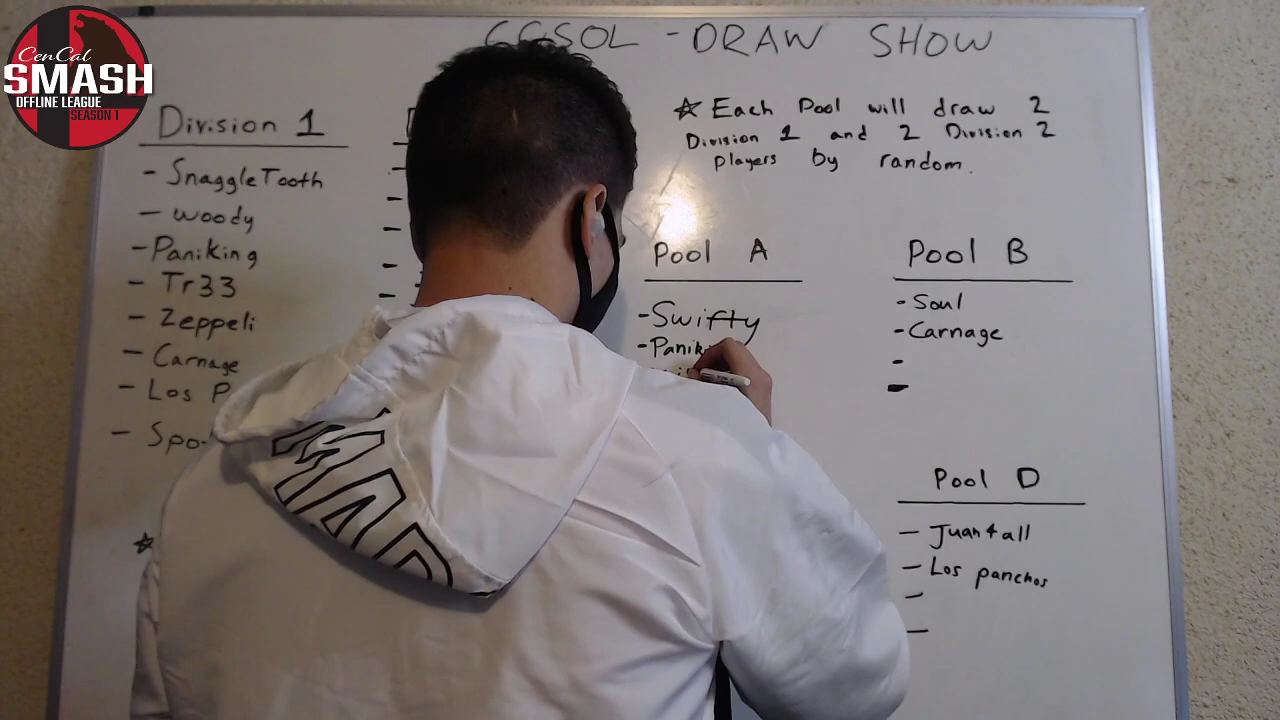 CenCal
SMASH
OFFLINE LEAGUE
SEASON 1
CCSOL - DRAW SHOW
☆ Each Pool will draw 2
Division 1 and 2 Division 2
players by random.
Division 1
- SnaggleTooth
- Woody
- Paniking
- Tr33
- Zeppeli
- Carnage
- Los P
- Spo
Pool A
- Swifty
- Panik
Pool B
- Soul
- Carnage
-
-
Pool D
- Juan4all
- Los panchos
-
-